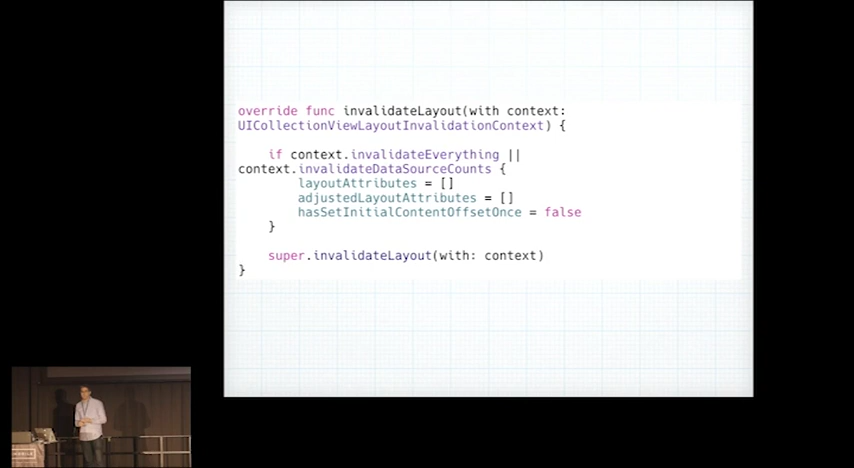 override func invalidateLayout(with context:
UICollectionViewLayoutInvalidationContext) {
if context.invalidateEverything ||
context.invalidateDataSourceCounts {
layoutAttributes = []
adjustedLayoutAttributes = []
hasSetInitialContentOffsetOnce = false
}
super.invalidateLayout(with: context)
}
MOBILE